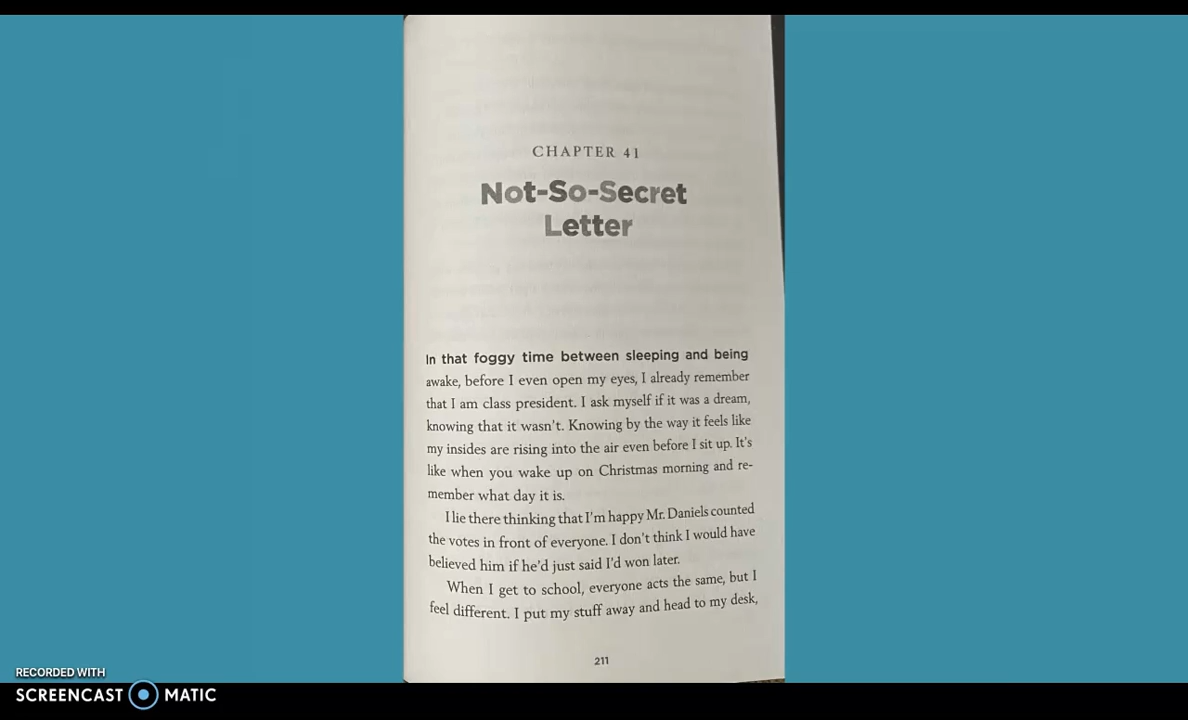 CHAPTER 41
Not-So-Secret
Letter
In that foggy time between sleeping and being
awake, before I even open my eyes, I already remember
that I am class president. I ask myself if it was a dream,
knowing that it wasn't. Knowing by the way it feels like
my insides are rising into the air even before I sit up. It's
like when you wake up on Christmas morning and re-
member what day it is.
I lie there thinking that I'm happy Mr. Daniels counted
the votes in front of everyone. I don't think I would have
believed him if he'd just said I'd won later.
When I get to school, everyone acts the same, but I
feel different. I put my stuff away and head to my desk,
211
RECORDED WITH
SCREENCAST MATIC